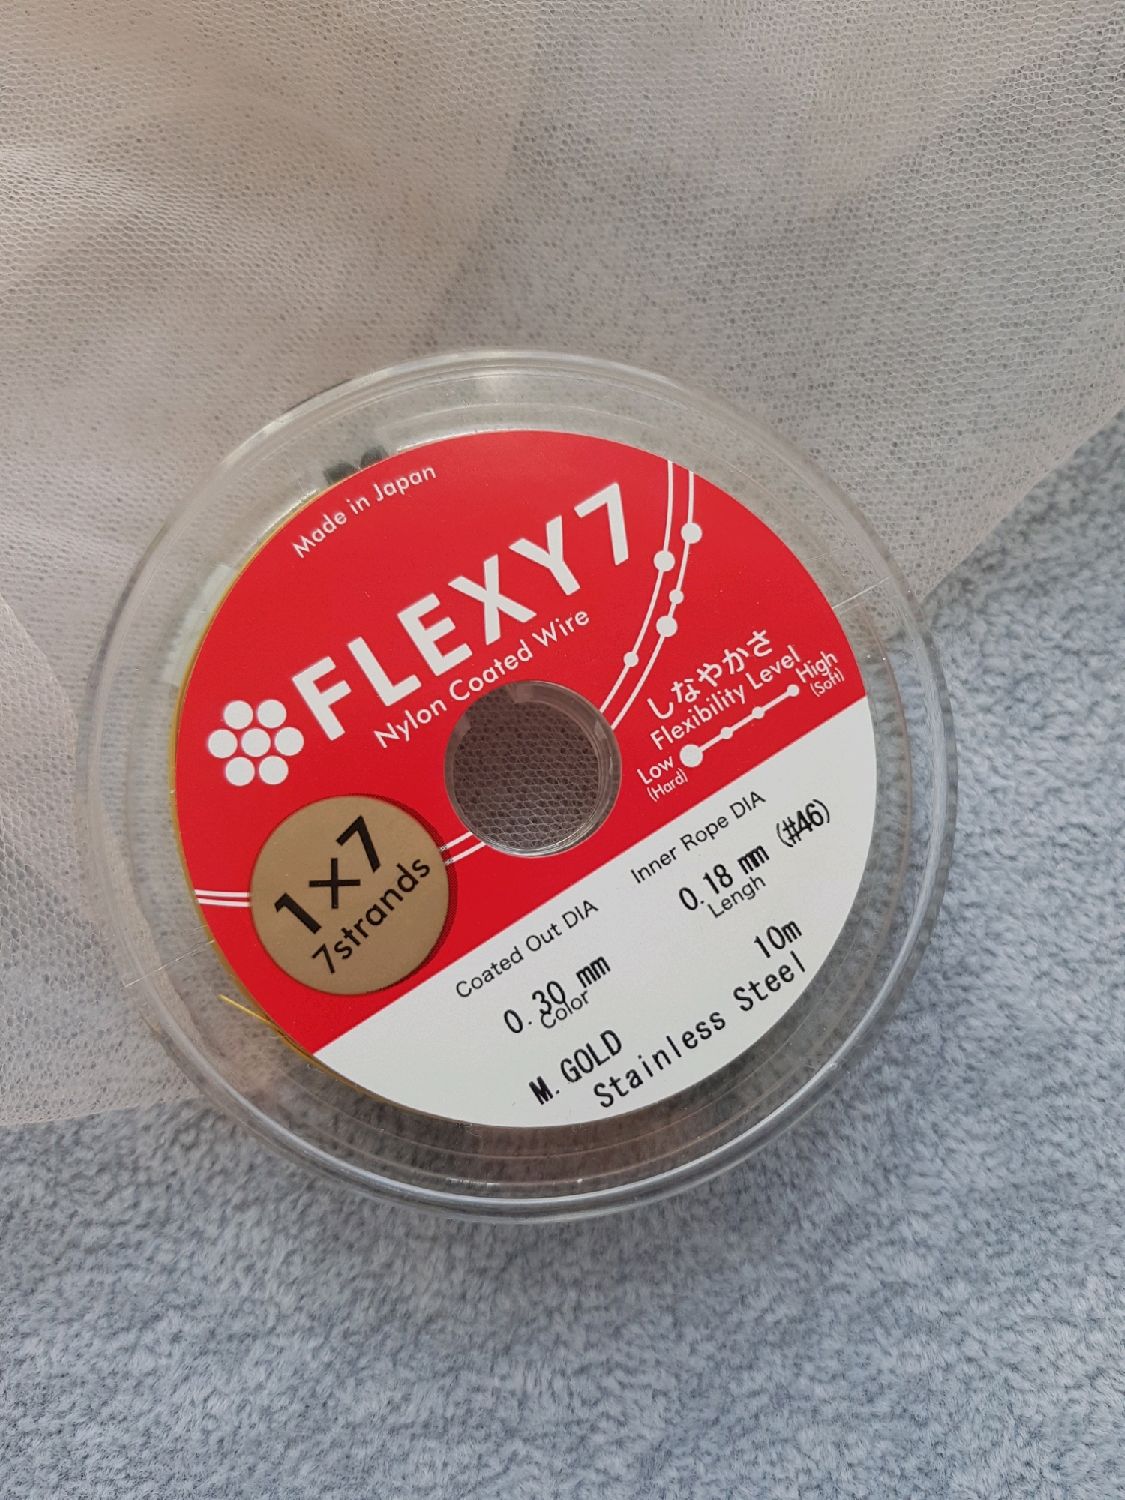 Made in Japan
FLEXY7
Nylon Coated Wire
しなやかさ
Flexibility Level
Low
(Hard)
High
(Soft)
1×7
7strands
Coated Out DIA
0.30 mm
Inner Rope DIA
0.18 mm (#46)
Color
M.GOLD
Lengh
10m
Stainless Steel